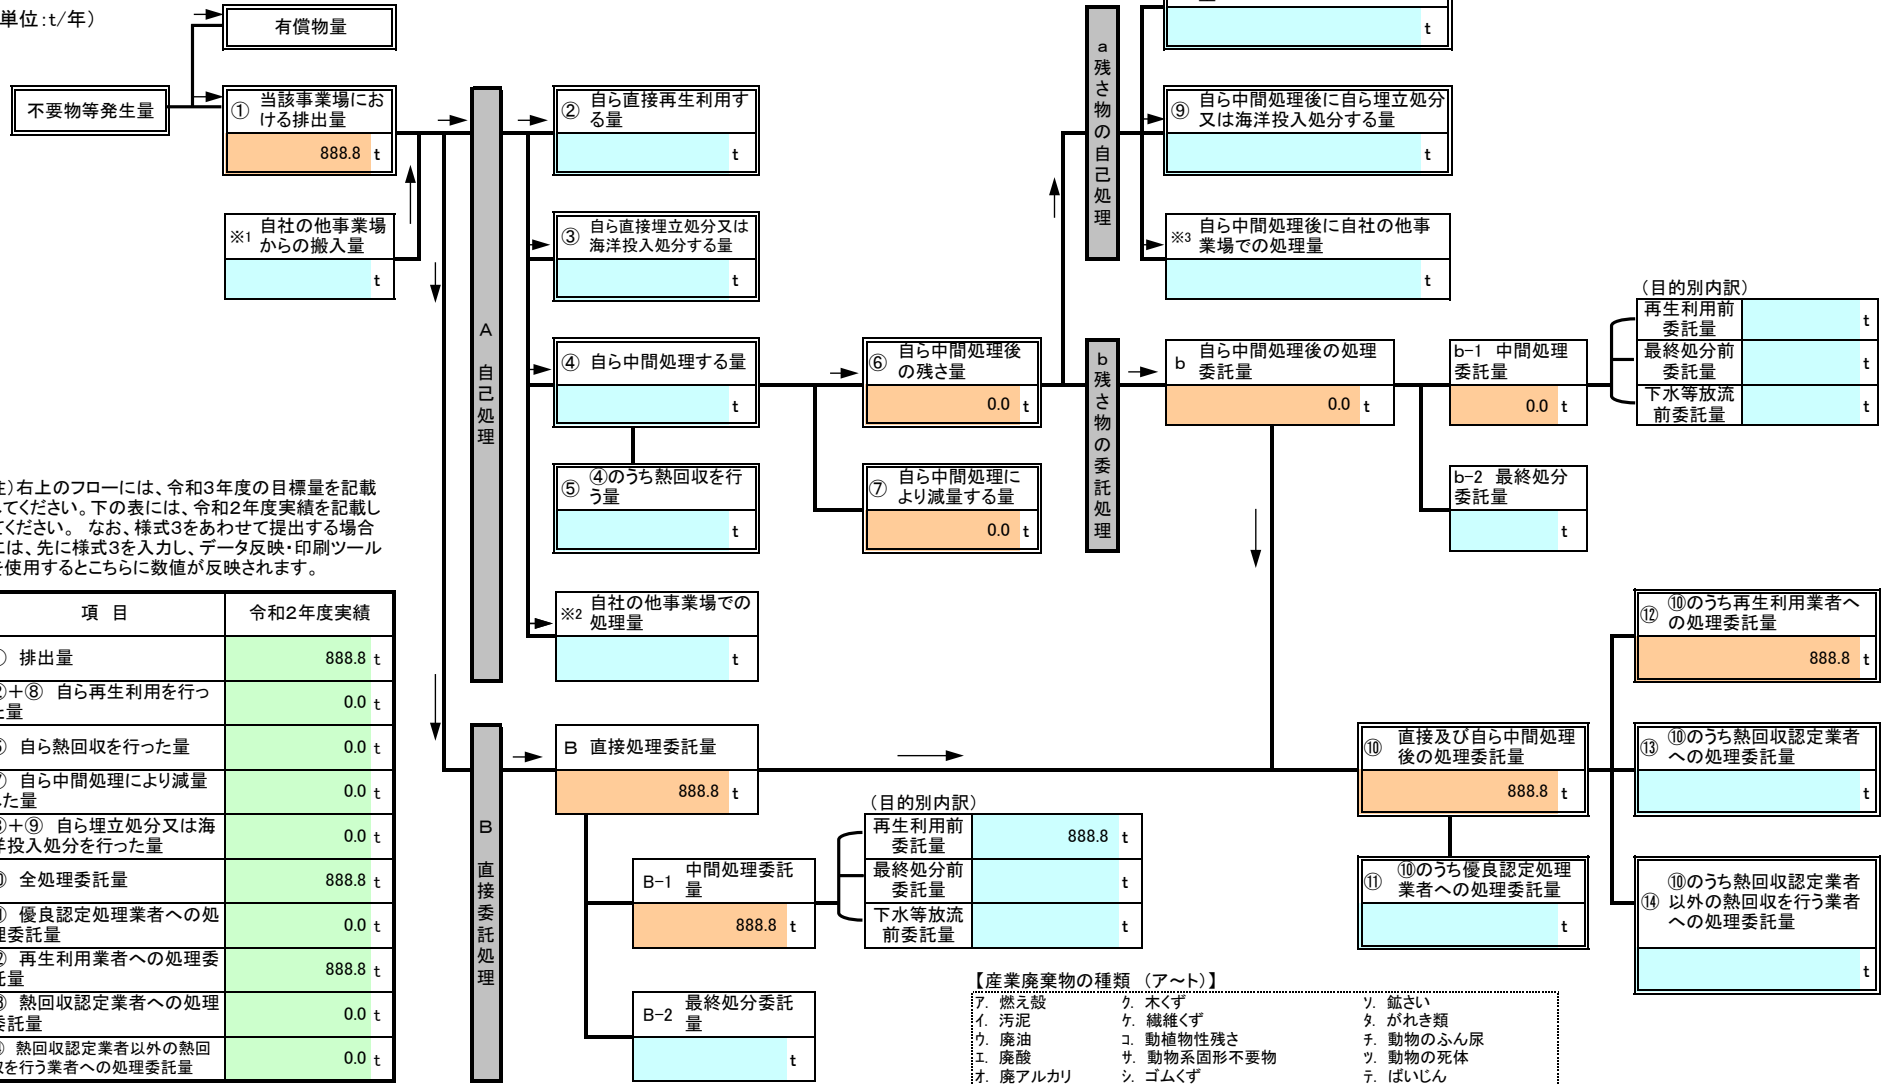 単位:t/年）
有償物量
t
不要物等発生量
① 当該事業場にお
ける排出量
888.8 t
※1 自社の他事業場
からの搬入量
t
A 自己処理
② 自ら直接再生利用す
る量
t
③ 自ら直接埋立処分又は
海洋投入処分する量
t
④ 自ら中間処理する量
t
⑤ ④のうち熱回収を行
う量
t
※2 自社の他事業場での
処理量
t
⑥ 自ら中間処理後
の残さ量
0.0 t
⑦ 自ら中間処理に
より減量する量
0.0 t
a 残さ物の自己処理
⑨ 自ら中間処理後に自ら埋立処分
又は海洋投入処分する量
t
※3 自ら中間処理後に自社の他事
業場での処理量
t
b 残さ物の委託処理
b 自ら中間処理後の処理
委託量
0.0 t
b-1 中間処理
委託量
0.0 t
b-2 最終処分
委託量
t
（目的別内訳）
再生利用前
委託量
t
最終処分前
委託量
t
下水等放流
前委託量
t
注）右上のフローには、令和3年度の目標量を記載
してください。下の表には、令和2年度実績を記載し
てください。 なお、様式3をあわせて提出する場合
には、先に様式3を入力し、データ反映・印刷ツール
を使用するとこちらに数値が反映されます。
項 目 令和2年度実績
① 排出量 888.8 t
②＋⑧ 自ら再生利用を行っ
た量 0.0 t
⑤ 自ら熱回収を行った量 0.0 t
⑦ 自ら中間処理により減量
した量 0.0 t
③＋⑨ 自ら埋立処分又は海
洋投入処分を行った量 0.0 t
⑩ 全処理委託量 888.8 t
⑪ 優良認定処理業者への処
理委託量 0.0 t
⑫ 再生利用業者への処理委
託量 888.8 t
⑬ 熱回収認定業者への処理
委託量 0.0 t
⑭ 熱回収認定業者以外の熱回
収を行う業者への処理委託量 0.0 t
B 直接委託処理
B 直接処理委託量
888.8 t
B-1 中間処理委託
量
888.8 t
B-2 最終処分委託
量
t
（目的別内訳）
再生利用前
委託量
888.8 t
最終処分前
委託量
t
下水等放流
前委託量
t
⑩ 直接及び自ら中間処理
後の処理委託量
888.8 t
⑪ ⑩のうち優良認定処理
業者への処理委託量
t
⑫ ⑩のうち再生利用業者へ
の処理委託量
888.8 t
⑬ ⑩のうち熱回収認定業者
への処理委託量
t
⑭ ⑩のうち熱回収認定業者
以外の熱回収を行う業者
への処理委託量
t
【産業廃棄物の種類 （ア～ト）】
ア. 燃え殻 ク. 木くず ソ. 鉱さい
イ. 汚泥 ケ. 繊維くず タ. がれき類
ウ. 廃油 コ. 動植物性残さ チ. 動物のふん尿
エ. 廃酸 サ. 動物系固形不要物 ツ. 動物の死体
オ. 廃アルカリ シ. ゴムくず テ. ばいじん